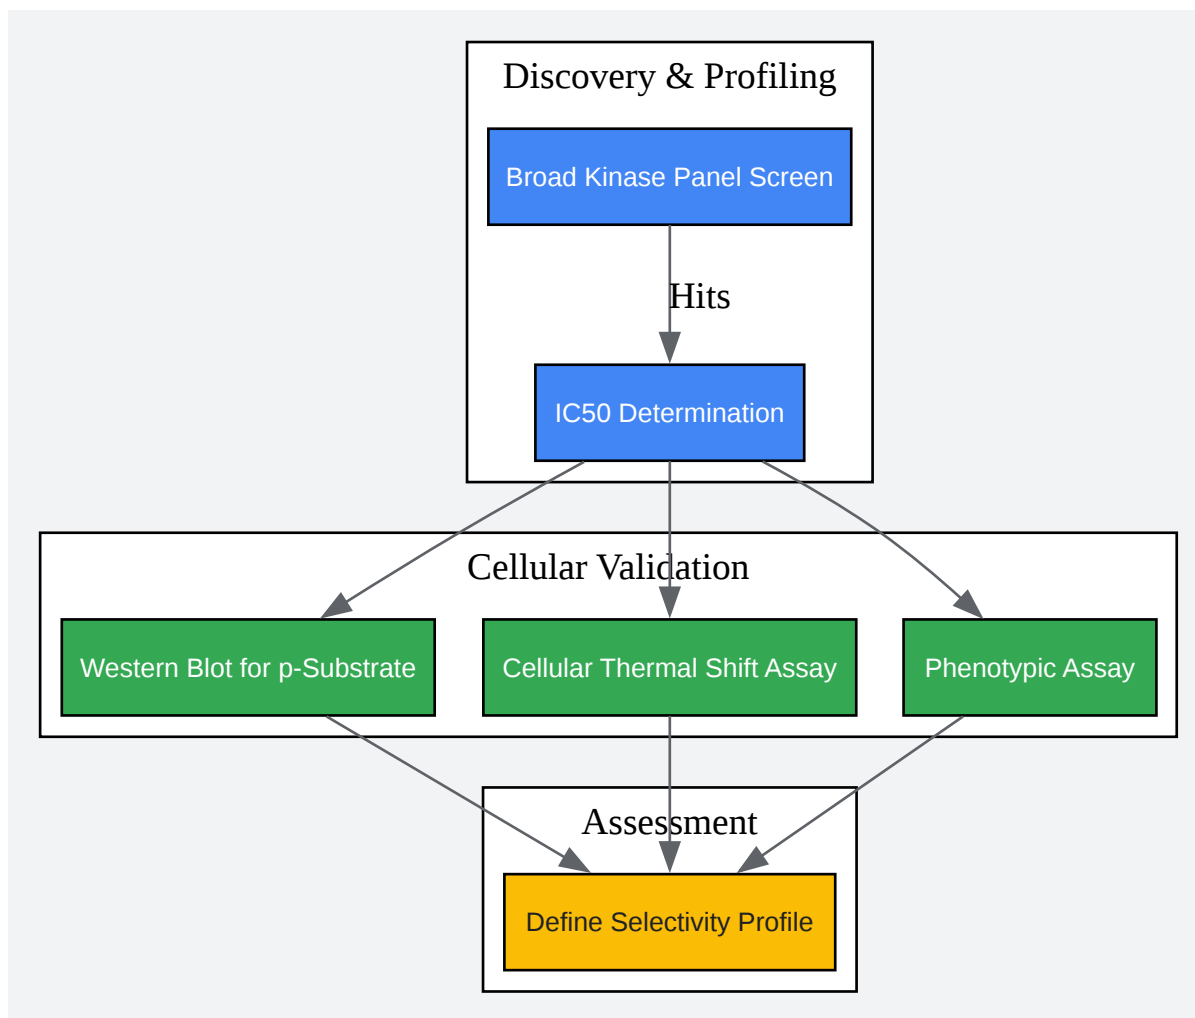 Discovery & Profiling
Broad Kinase Panel Screen
Hits
IC50 Determination
Cellular Validation
Western Blot for p-Substrate
Cellular Thermal Shift Assay
Phenotypic Assay
Assessment
Define Selectivity Profile